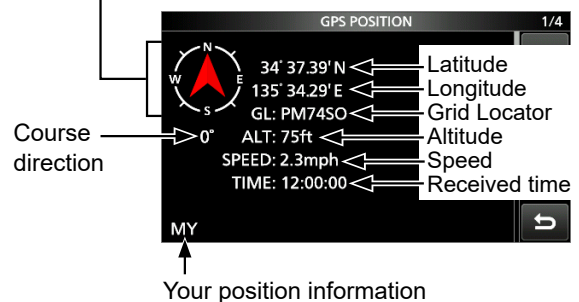 GPS POSITION 1/4
N
W E
S
34°37.39'N Latitude
135°34.29'E Longitude
GL: PM74SO Grid Locator
Course direction
0° ALT: 75ft Altitude
SPEED: 2.3mph Speed
TIME: 12:00:00 Received time
MY
Your position information